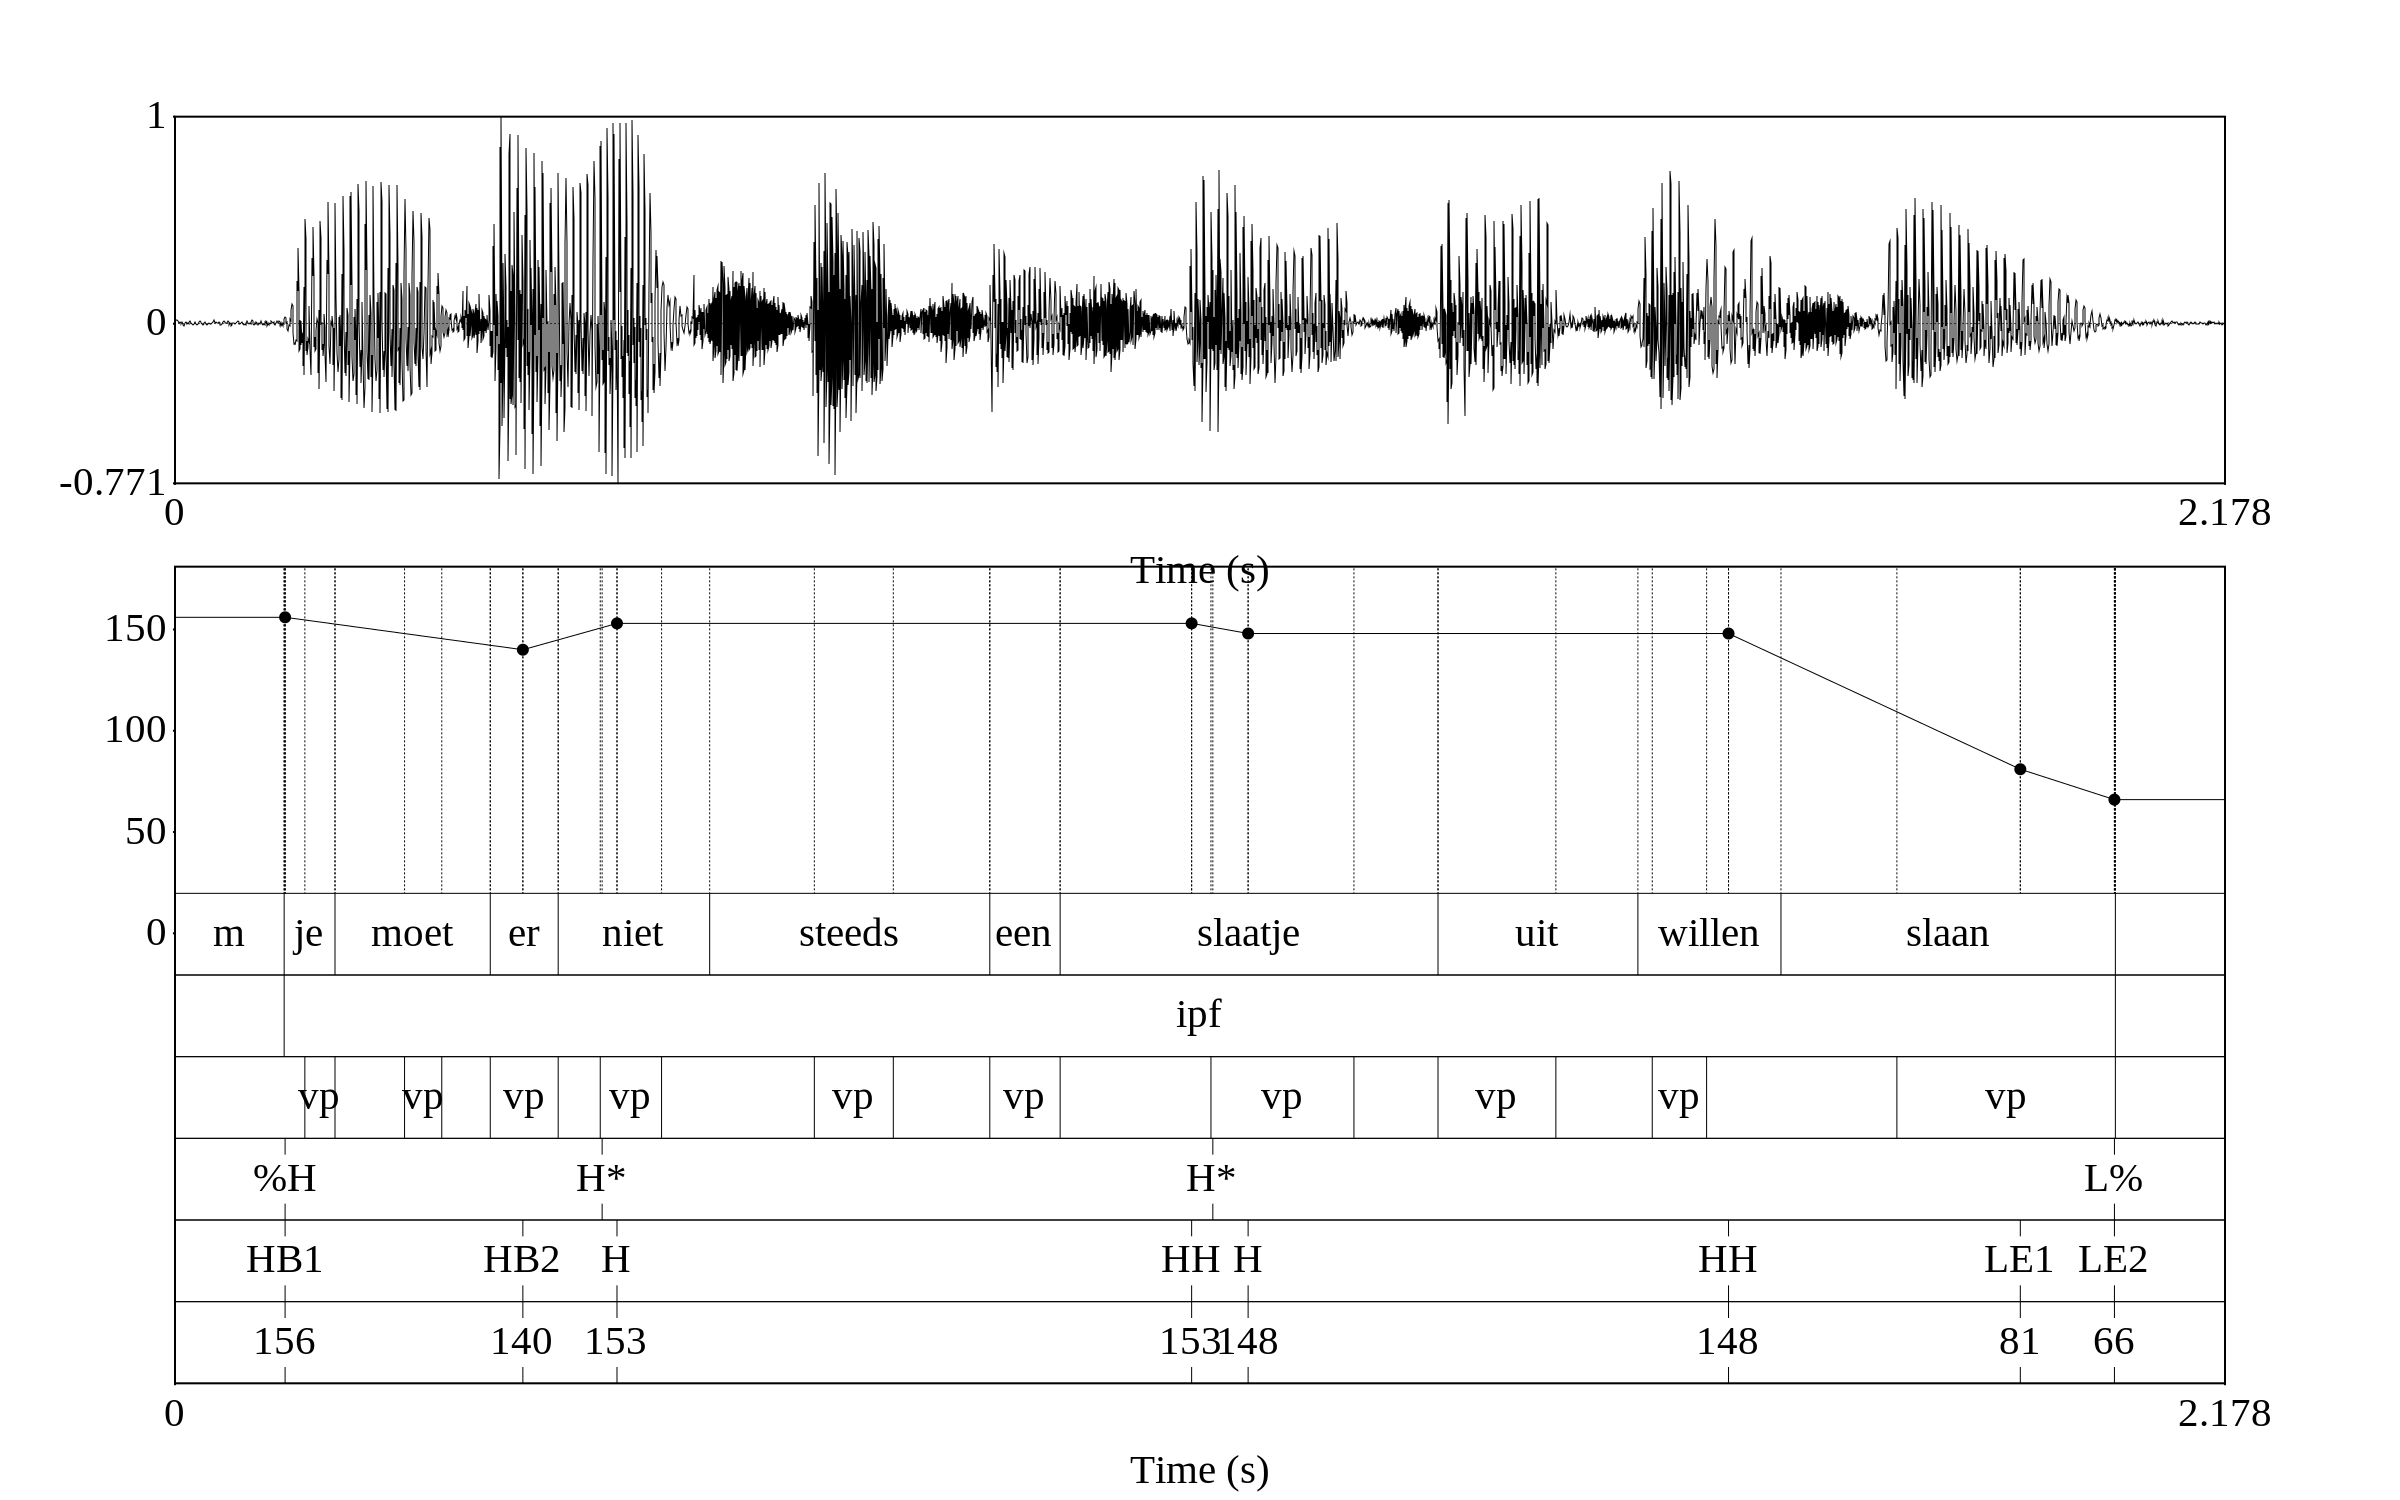 1
0
-0.771
0 2.178
Time (s)
150
100
50
0
m je moet er niet steeds een slaatje uit willen slaan
ipf
vp vp vp vp vp vp vp vp vp vp
%H H* H* L%
HB1 HB2 H HH H HH LE1 LE2
156 140 153 153 148 148 81 66
0 2.178
Time (s)